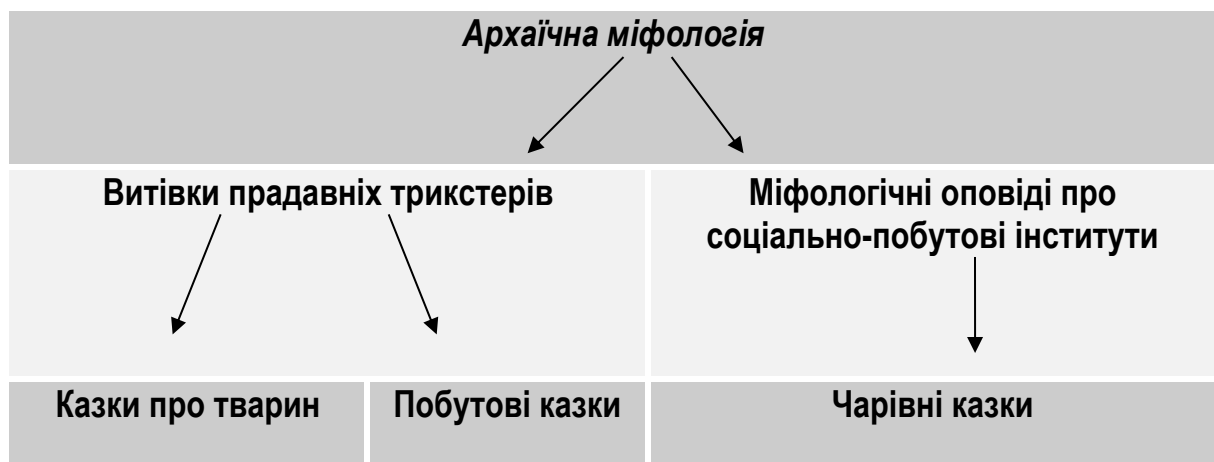 Архаїчна міфологія
Витівки прадавніх трикстерів
Міфологічні оповіді про
соціально-побутові інститути
Казки про тварин
Побутові казки
Чарівні казки